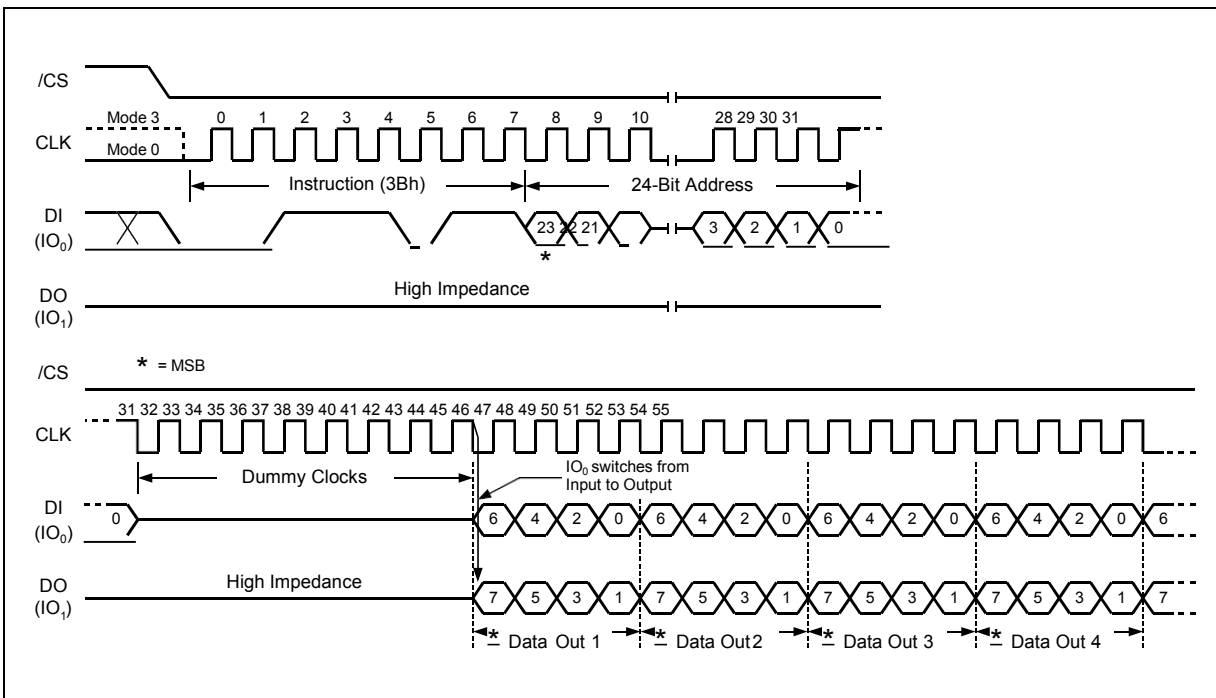 /CS
Mode 3 0 1 2 3 4 5 6 7 8 9 10 28 29 30 31
CLK
Mode 0
Instruction (3Bh) 24-Bit Address
DI
(IO0) 23 22 21 3 2 1 0
*
High Impedance
DO
(IO1)
* = MSB
/CS
31 32 33 34 35 36 37 38 39 40 41 42 43 44 45 46 47 48 49 50 51 52 53 54 55
CLK
Dummy Clocks
IO0 switches from
Input to Output
DI
(IO0) 0 6 4 2 0 6 4 2 0 6 4 2 0 6 4 2 0 6
High Impedance
DO
(IO1) 7 5 3 1 7 5 3 1 7 5 3 1 7 5 3 1 7
* Data Out 1 * Data Out2 * Data Out 3 * Data Out 4